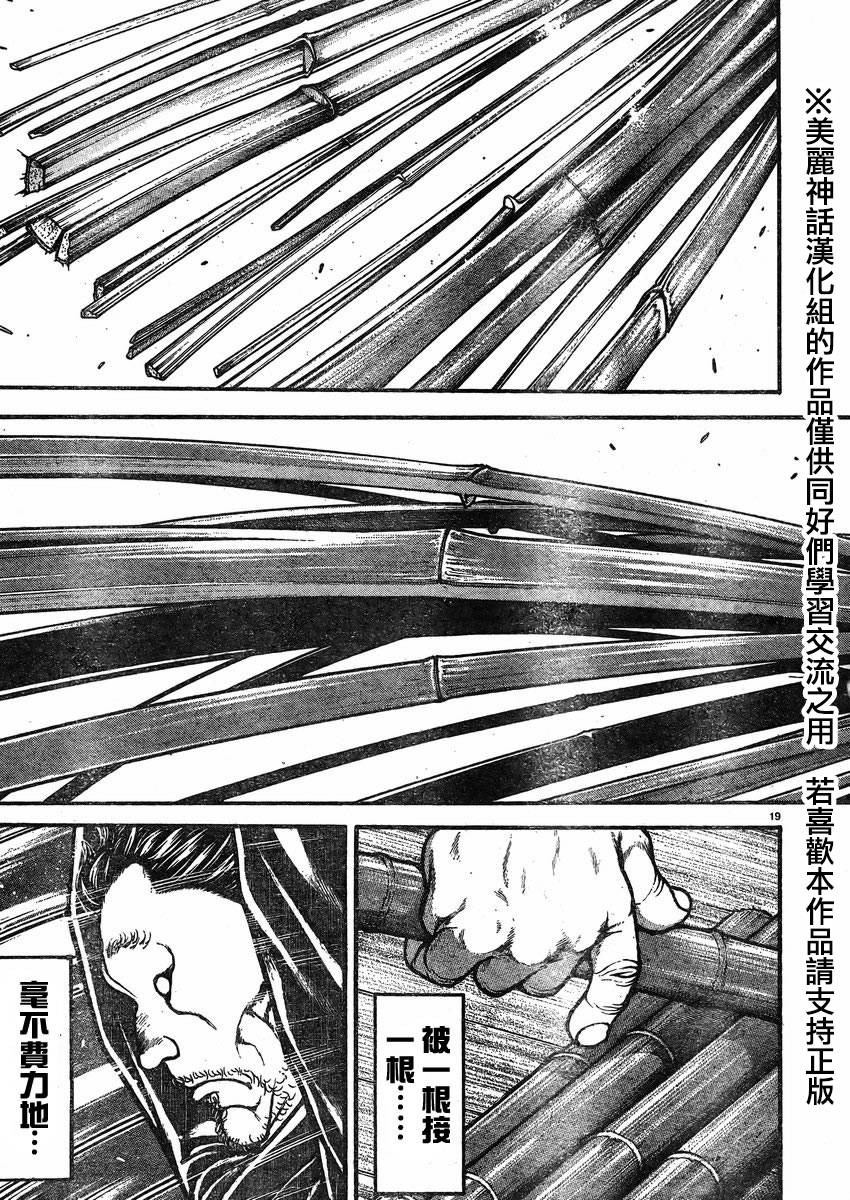 ※美麗神話漢化組的作品僅供同好們學習交流之用　若喜歡本作品請支持正版
19
被一根接
一根……
毫不費力地…